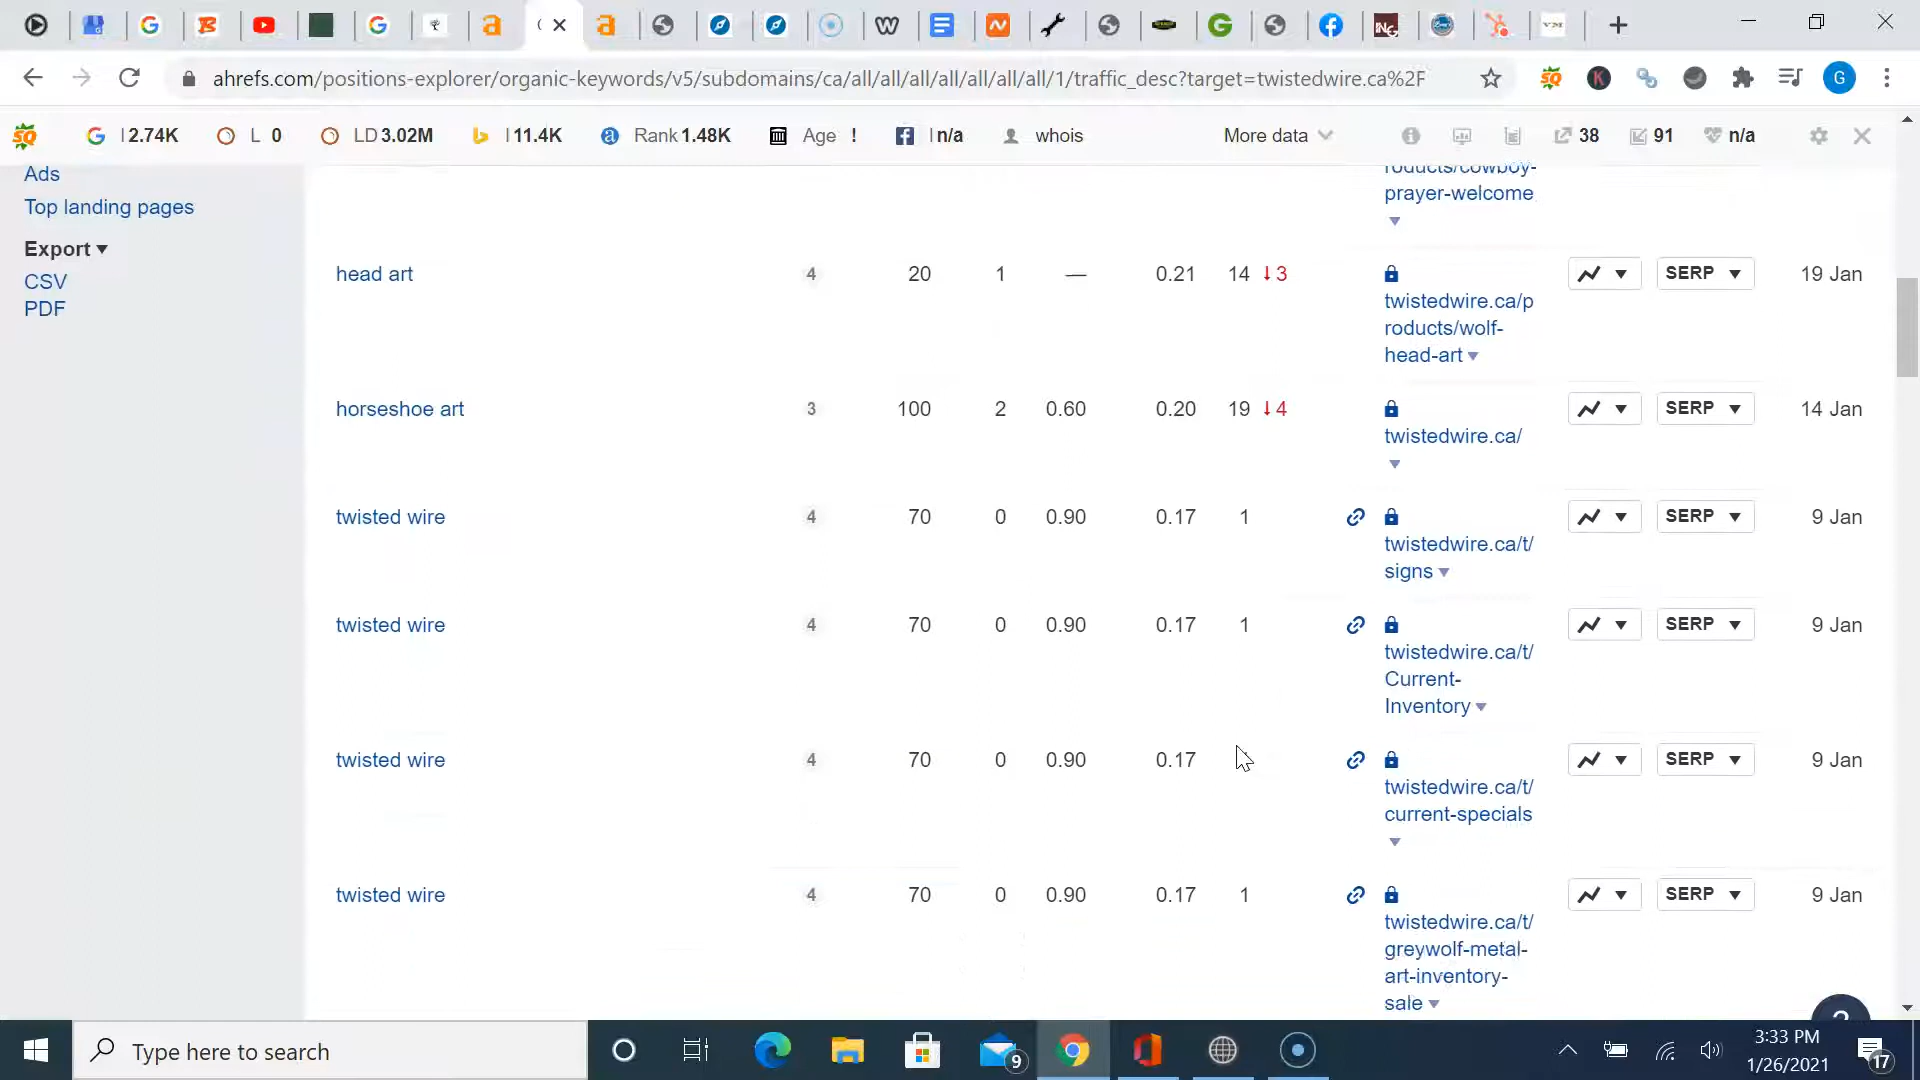 ahrefs.com/positions-explorer/organic-keywords/v5/subdomains/ca/all/all/all/all/all/all/all/1/traffic_desc?target=twistedwire.ca%2F
I 2.74K L 0 LD 3.02M I 11.4K Rank 1.48K Age ! I n/a whois More data 38 91 n/a
Ads
Top landing pages
Export
CSV
PDF
roducts/cowboy-
prayer-welcome
head art 4 20 1 — 0.21 14 ↓3 SERP 19 Jan
twistedwire.ca/p
roducts/wolf-
head-art
horseshoe art 3 100 2 0.60 0.20 19 ↓4 SERP 14 Jan
twistedwire.ca/
twisted wire 4 70 0 0.90 0.17 1 SERP 9 Jan
twistedwire.ca/t/
signs
twisted wire 4 70 0 0.90 0.17 1 SERP 9 Jan
twistedwire.ca/t/
Current-
Inventory
twisted wire 4 70 0 0.90 0.17 SERP 9 Jan
twistedwire.ca/t/
current-specials
twisted wire 4 70 0 0.90 0.17 1 SERP 9 Jan
twistedwire.ca/t/
greywolf-metal-
art-inventory-
sale
Type here to search
9
3:33 PM
1/26/2021
17